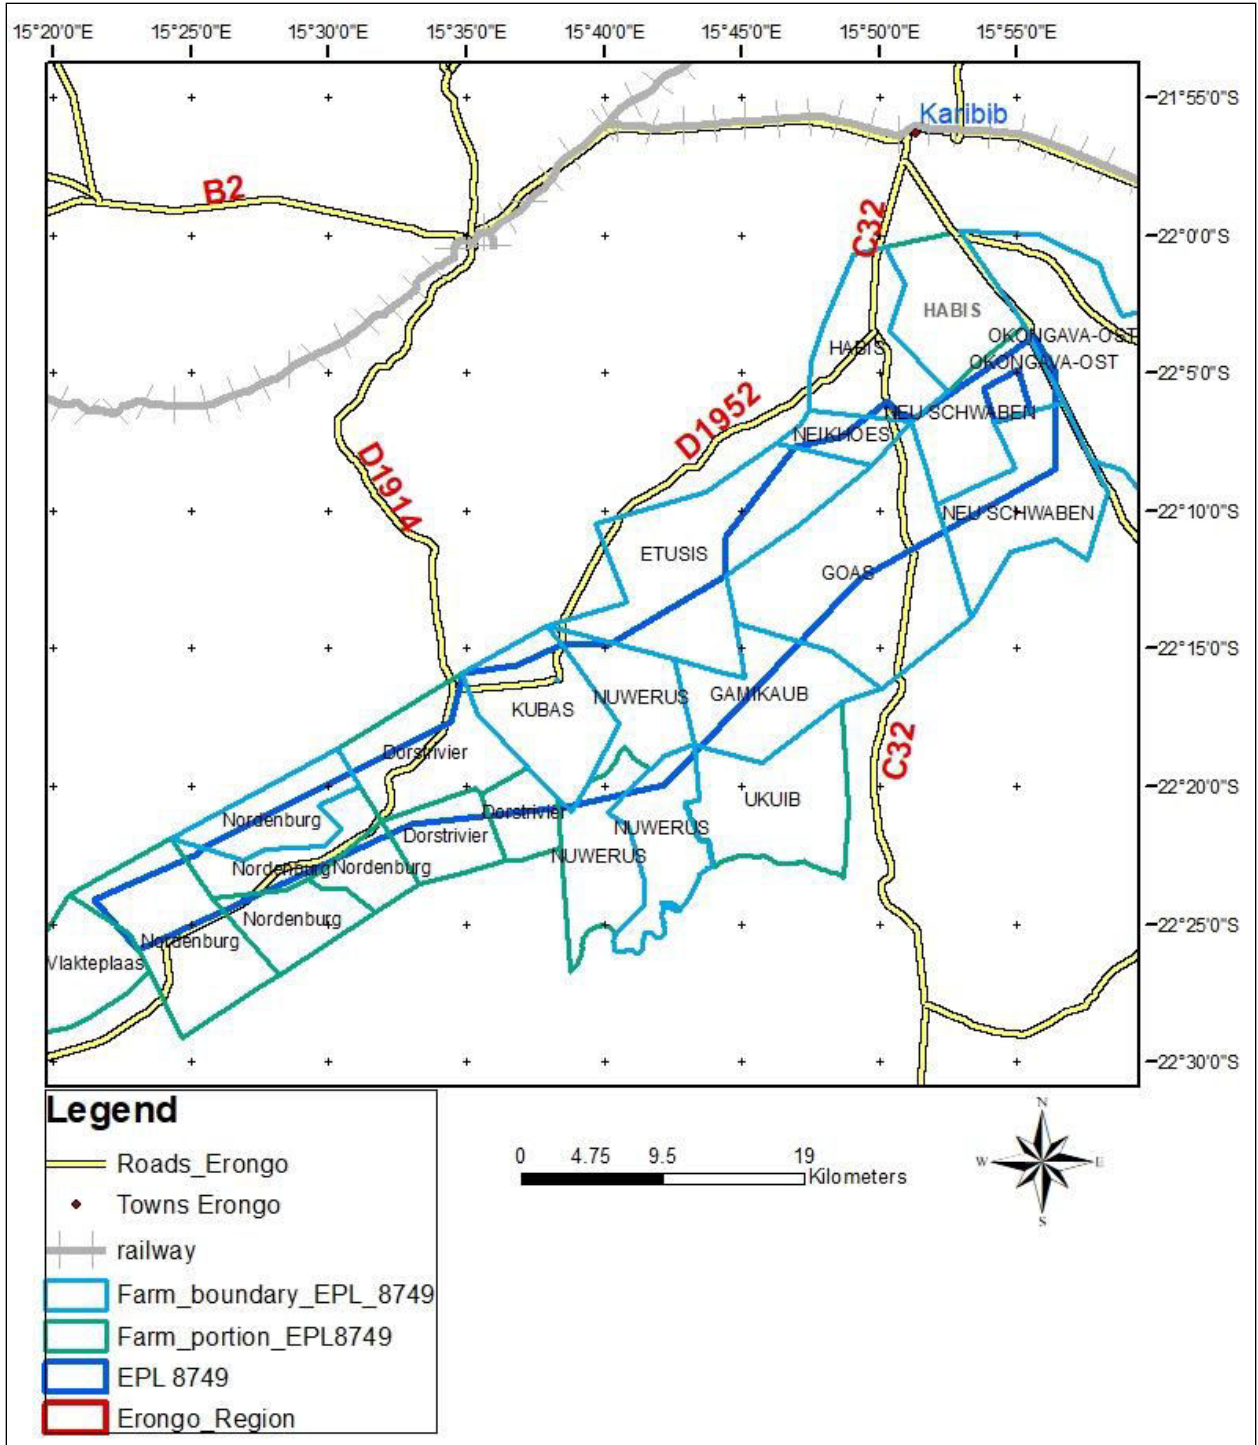 15°20'0"E 15°25'0"E 15°30'0"E 15°35'0"E 15°40'0"E 15°45'0"E 15°50'0"E 15°55'0"E
21°55'0"S
Karibib
B2
C32
22°0'0"S
HABIS
OKONGAVA-OST
HABIS
OKONGAVA-OST
22°5'0"S
D1952
NEU SCHWABEN
NEIKHOES
D1914
22°10'0"S
NEU SCHWABEN
ETUSIS
GOAS
22°15'0"S
NUWERUS
GAMIKAUB
KUBAS
C32
Dorstrivier
22°20'0"S
UKUIB
Dorstrivier
Nordenburg
NUWERUS
Dorstrivier
NUWERUS
Nordenburg
Nordenburg
Nordenburg
22°25'0"S
Nordenburg
Vlakteplaas
22°30'0"S
Legend
Roads_Erongo
Towns Erongo
railway
Farm_boundary_EPL_8749
Farm_portion_EPL8749
EPL 8749
Erongo_Region
0 4.75 9.5 19
Kilometers
N
W E
S